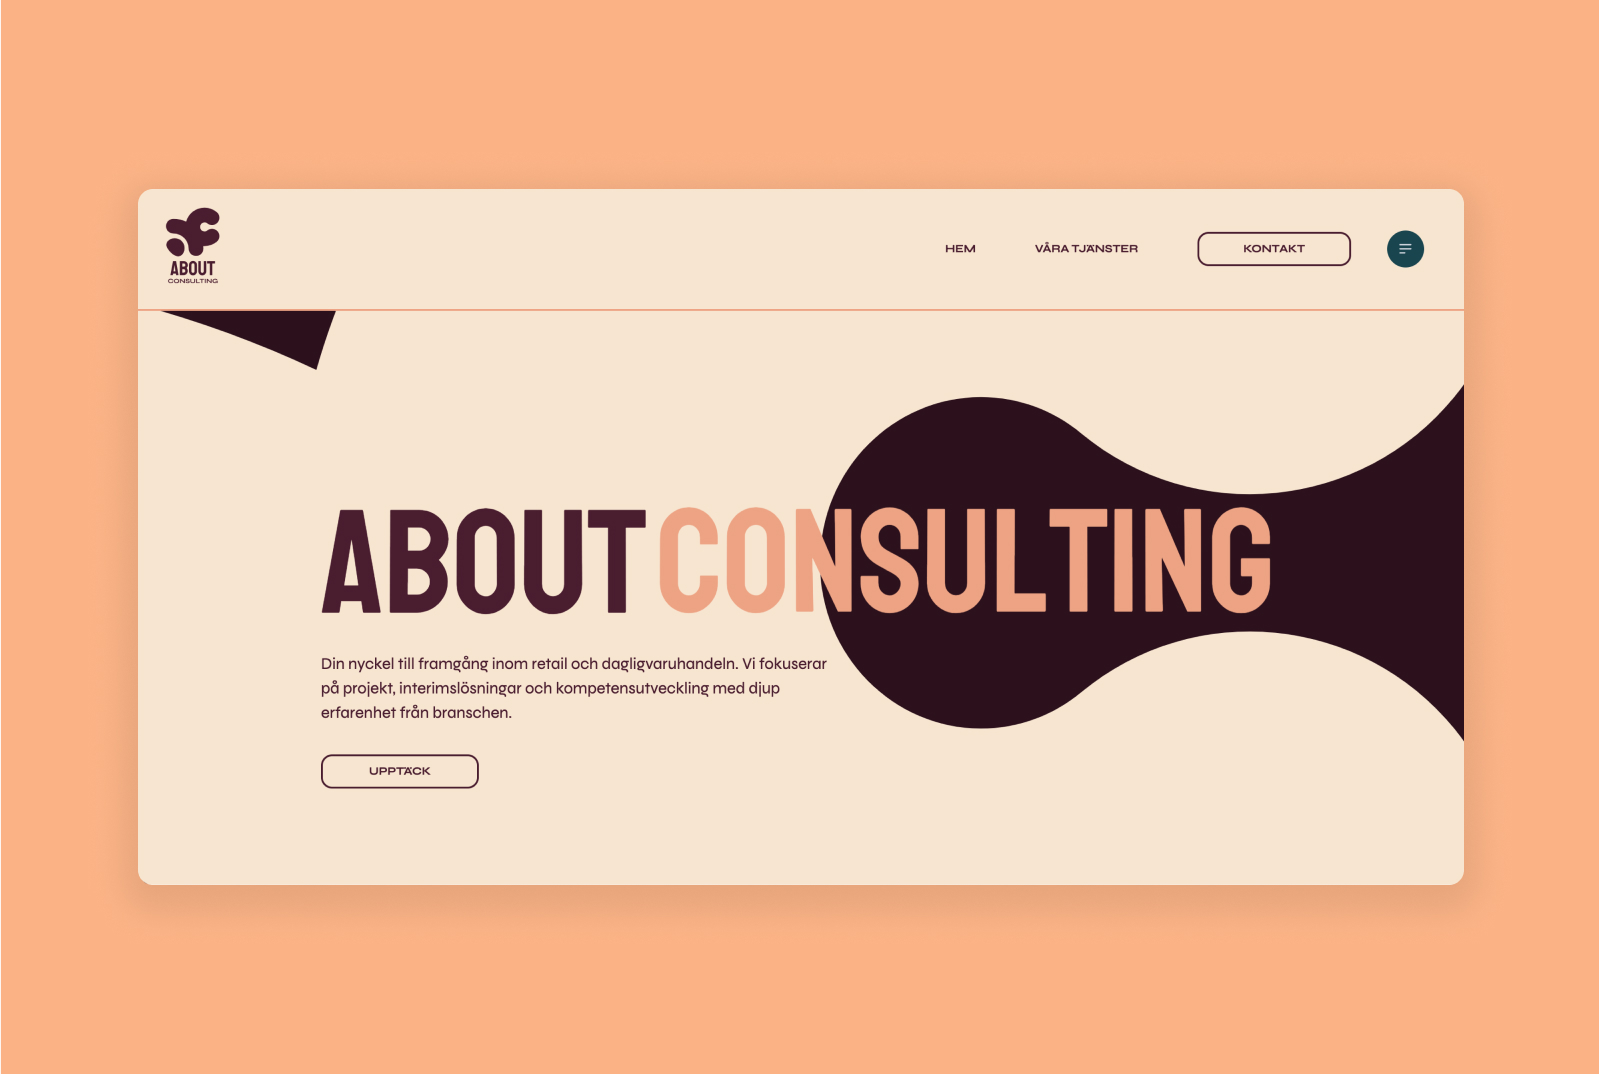 ABOUT
CONSULTING
HEM
VÅRA TJÄNSTER
KONTAKT
ABOUT CONSULTING
Din nyckel till framgång inom retail och dagligvaruhandeln. Vi fokuserar
på projekt, interimslösningar och kompetensutveckling med djup
erfarenhet från branschen.
UPPTÄCK